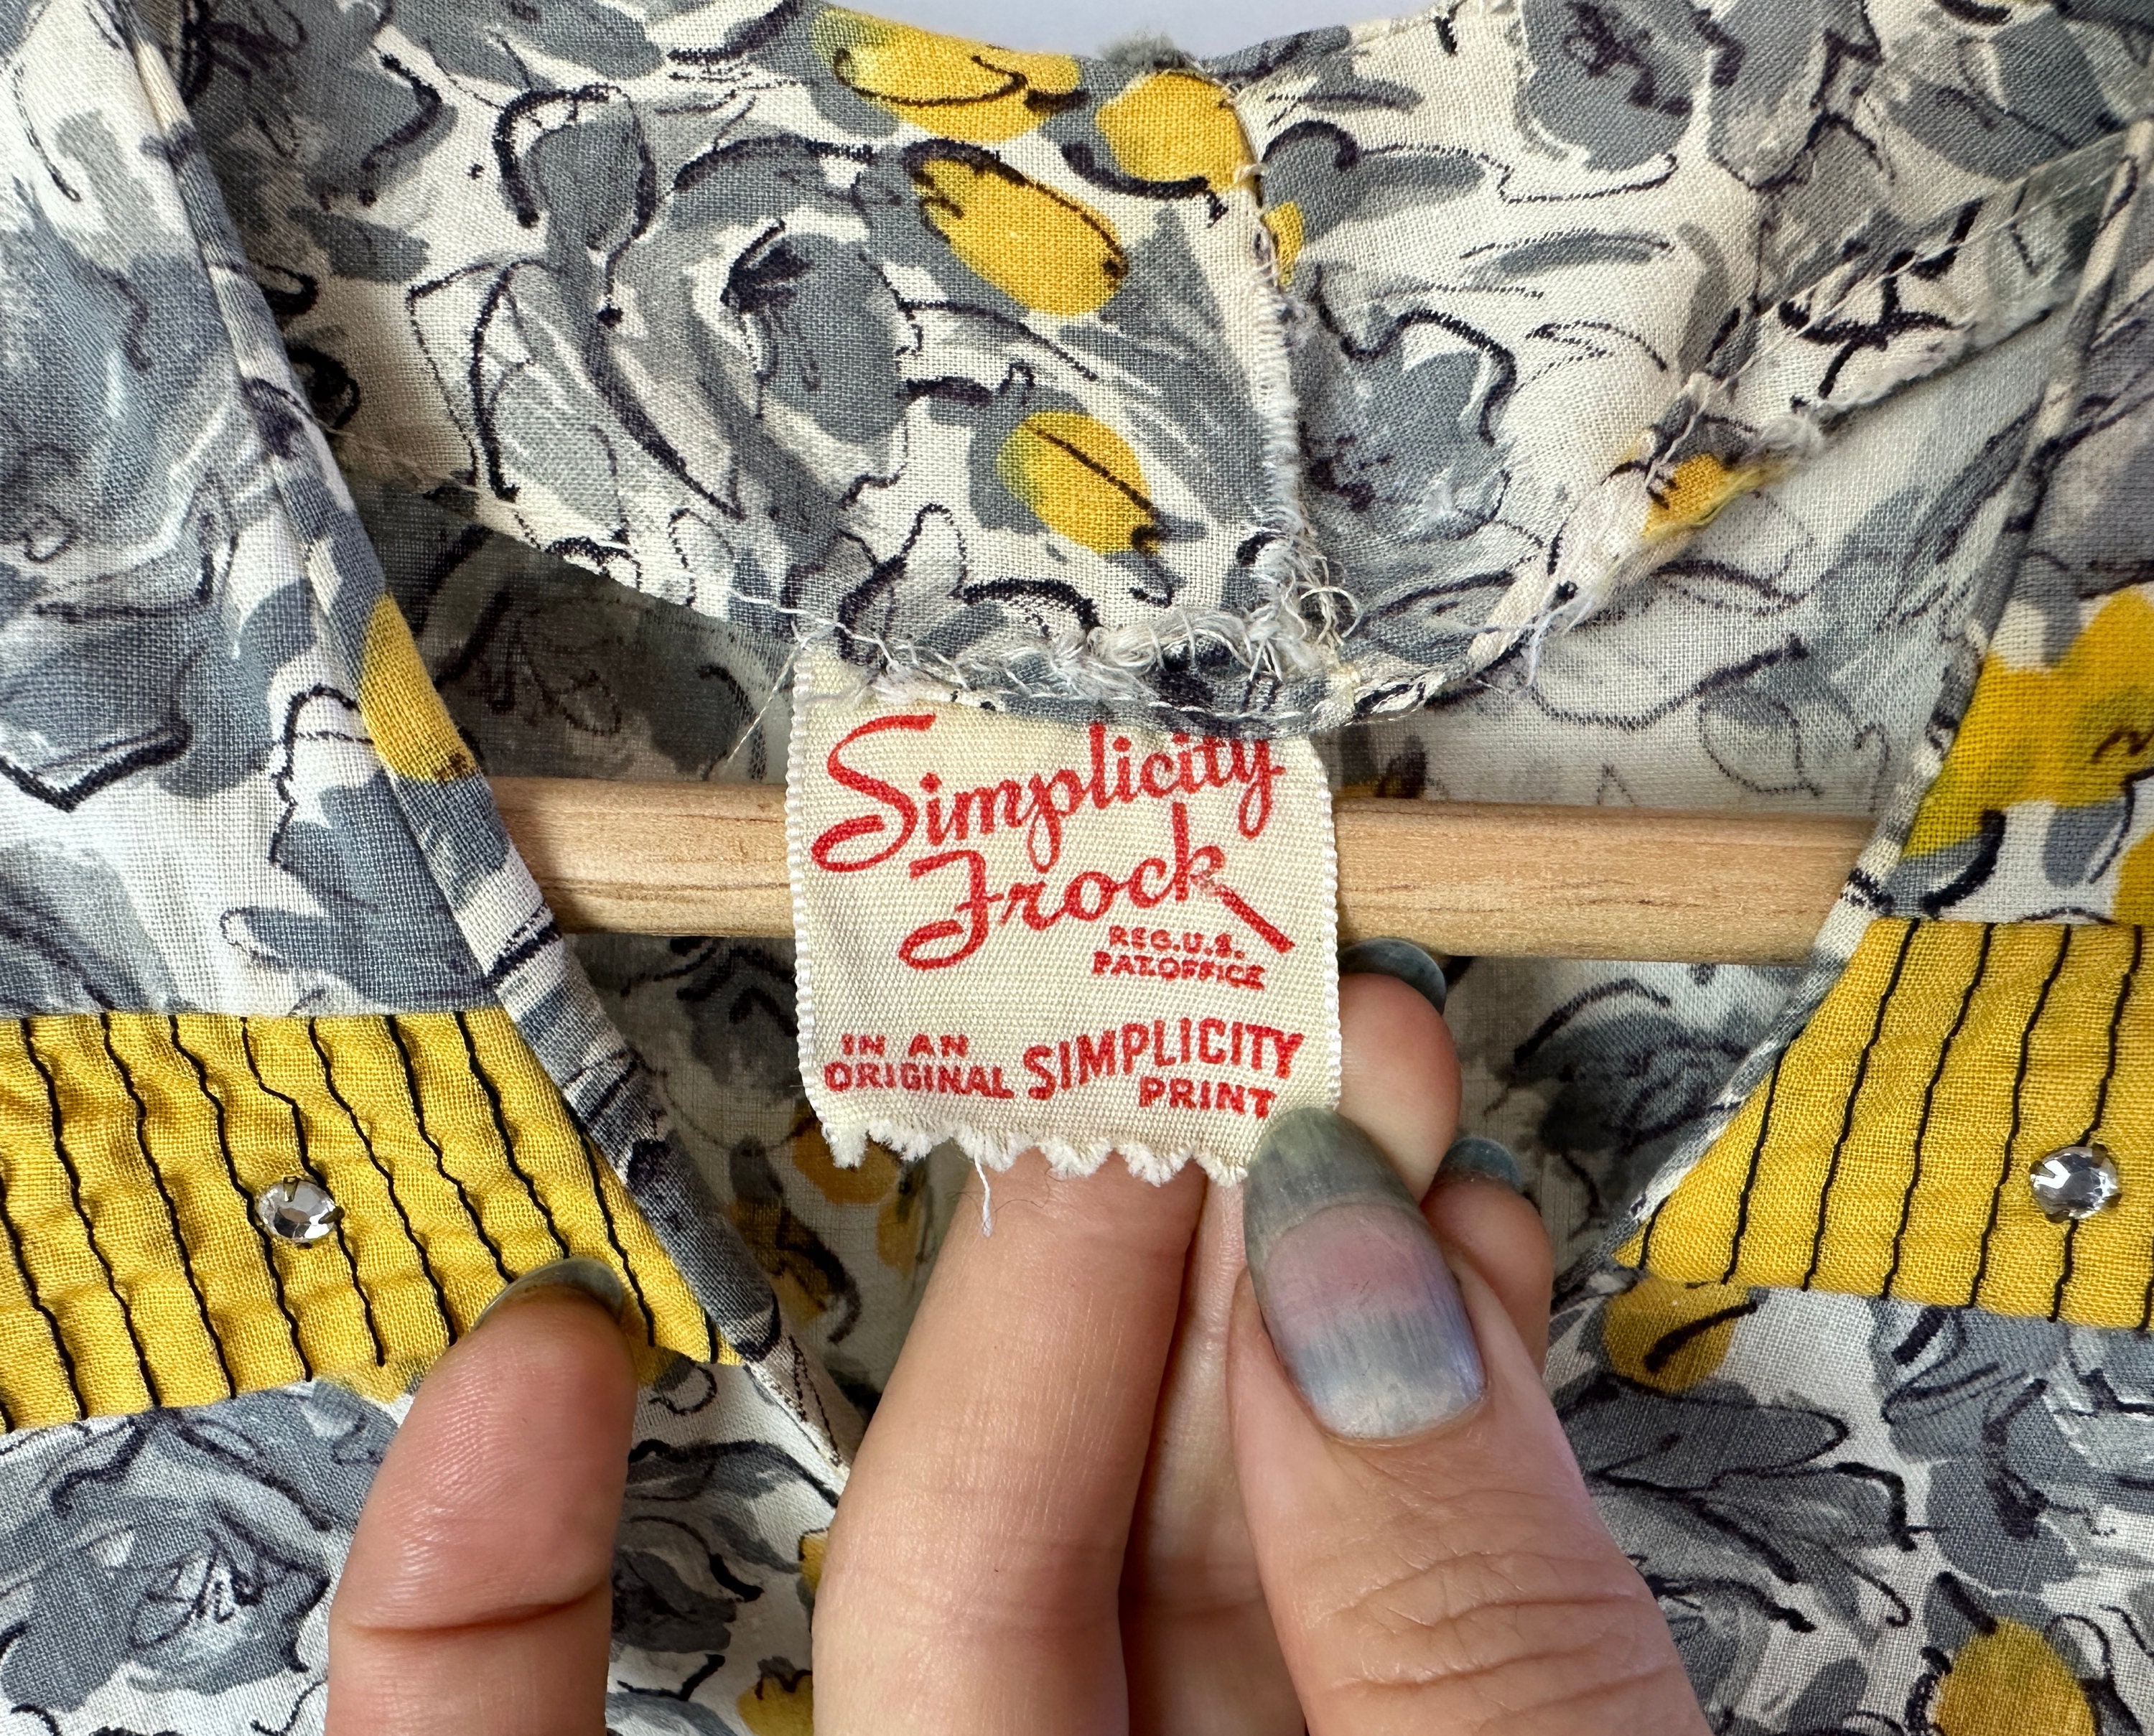 Simplicity
Frock
REG.U.S.
PAT.OFFICE
IN AN
ORIGINAL SIMPLICITY
PRINT